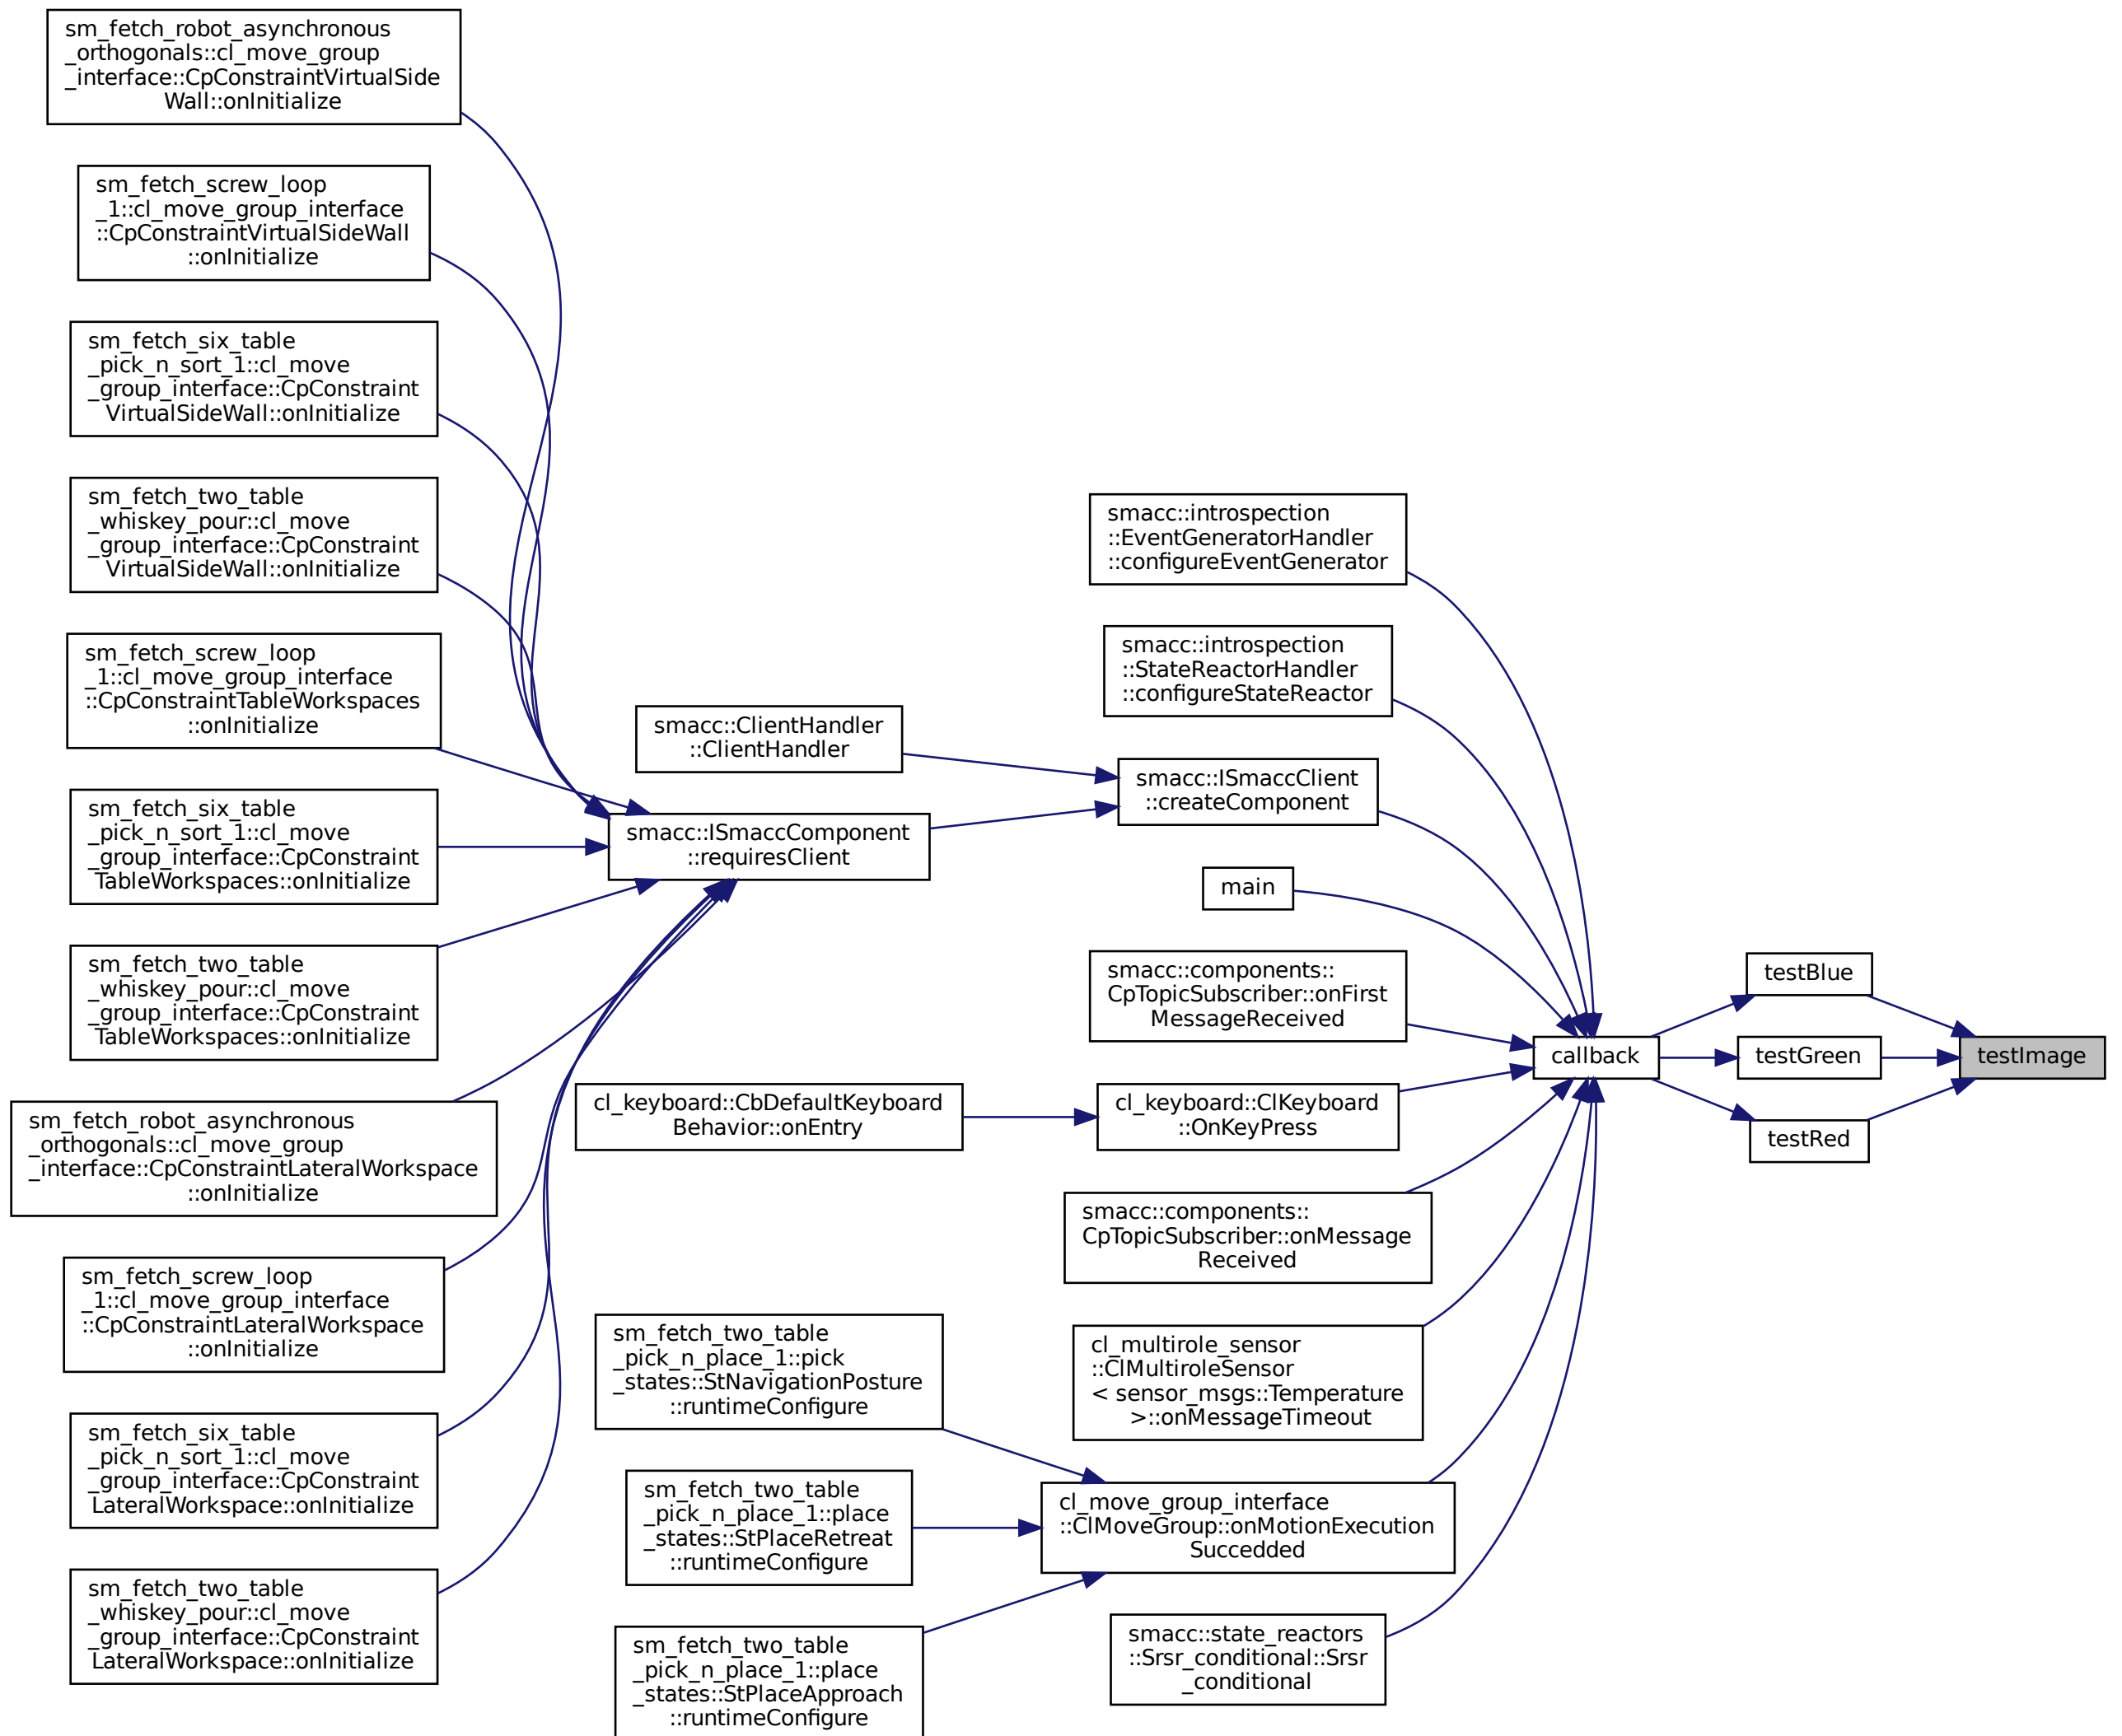 sm_fetch_robot_asynchronous
_orthogonals::cl_move_group
_interface::CpConstraintVirtualSide
Wall::onInitialize
sm_fetch_screw_loop
_1::cl_move_group_interface
::CpConstraintVirtualSideWall
::onInitialize
sm_fetch_six_table
_pick_n_sort_1::cl_move
_group_interface::CpConstraint
VirtualSideWall::onInitialize
sm_fetch_two_table
_whiskey_pour::cl_move
_group_interface::CpConstraint
VirtualSideWall::onInitialize
sm_fetch_screw_loop
_1::cl_move_group_interface
::CpConstraintTableWorkspaces
::onInitialize
sm_fetch_six_table
_pick_n_sort_1::cl_move
_group_interface::CpConstraint
TableWorkspaces::onInitialize
sm_fetch_two_table
_whiskey_pour::cl_move
_group_interface::CpConstraint
TableWorkspaces::onInitialize
sm_fetch_robot_asynchronous
_orthogonals::cl_move_group
_interface::CpConstraintLateralWorkspace
::onInitialize
sm_fetch_screw_loop
_1::cl_move_group_interface
::CpConstraintLateralWorkspace
::onInitialize
sm_fetch_six_table
_pick_n_sort_1::cl_move
_group_interface::CpConstraint
LateralWorkspace::onInitialize
sm_fetch_two_table
_whiskey_pour::cl_move
_group_interface::CpConstraint
LateralWorkspace::onInitialize
smacc::ClientHandler
::ClientHandler
smacc::ISmaccComponent
::requiresClient
cl_keyboard::CbDefaultKeyboard
Behavior::onEntry
sm_fetch_two_table
_pick_n_place_1::pick
_states::StNavigationPosture
::runtimeConfigure
sm_fetch_two_table
_pick_n_place_1::place
_states::StPlaceRetreat
::runtimeConfigure
sm_fetch_two_table
_pick_n_place_1::place
_states::StPlaceApproach
::runtimeConfigure
smacc::introspection
::EventGeneratorHandler
::configureEventGenerator
smacc::introspection
::StateReactorHandler
::configureStateReactor
smacc::ISmaccClient
::createComponent
main
smacc::components::
CpTopicSubscriber::onFirst
MessageReceived
cl_keyboard::ClKeyboard
::OnKeyPress
smacc::components::
CpTopicSubscriber::onMessage
Received
cl_multirole_sensor
::ClMultiroleSensor
< sensor_msgs::Temperature
>::onMessageTimeout
cl_move_group_interface
::ClMoveGroup::onMotionExecution
Succedded
smacc::state_reactors
::Srsr_conditional::Srsr
_conditional
callback
testBlue
testGreen
testRed
testImage